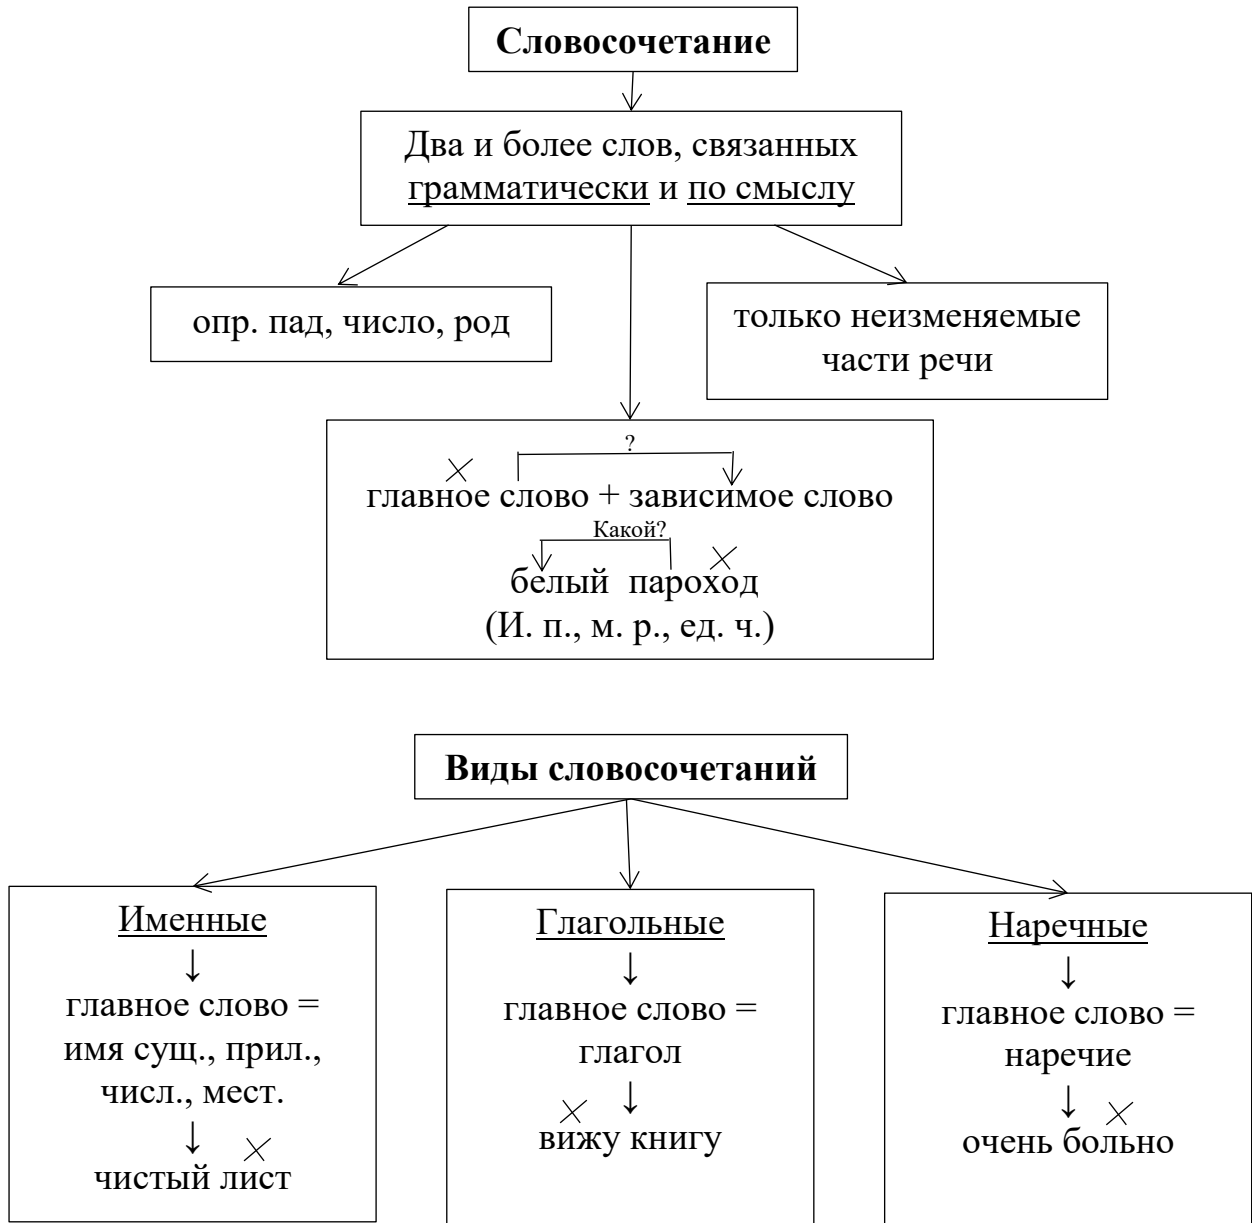 Словосочетание
Два и более слов, связанных
грамматически и по смыслу
опр. пад, число, род
только неизменяемые
части речи
?
главное слово + зависимое слово
Какой?
белый пароход
(И. п., м. р., ед. ч.)
Виды словосочетаний
Именные
↓
главное слово =
имя сущ., прил.,
числ., мест.
↓
чистый лист
Глагольные
↓
главное слово =
глагол
↓
вижу книгу
Наречные
↓
главное слово =
наречие
↓
очень больно